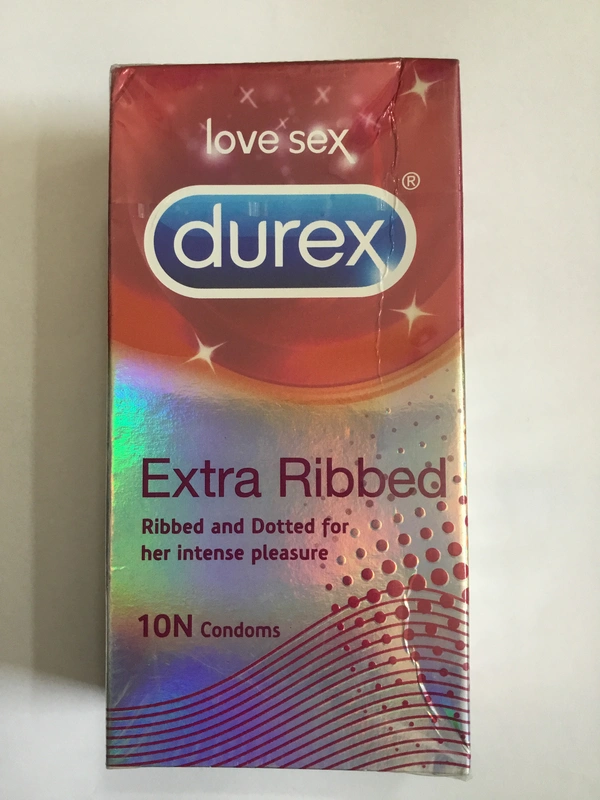 love sex
durex®
Extra Ribbed
Ribbed and Dotted for
her intense pleasure
10N Condoms